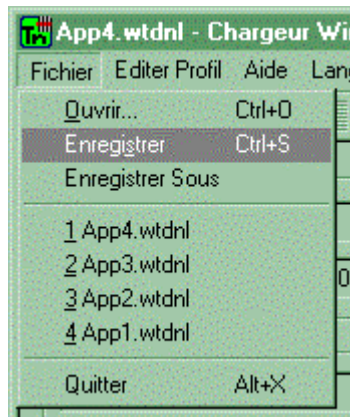 App4.wtdnl - Chargeur Wi
Fichier Editer Profil Aide Lan
Ouvrir... Ctrl+O
Enregistrer Ctrl+S
Enregistrer Sous
1 App4.wtdnl
2 App3.wtdnl
3 App2.wtdnl
4 App1.wtdnl
0
Quitter Alt+X